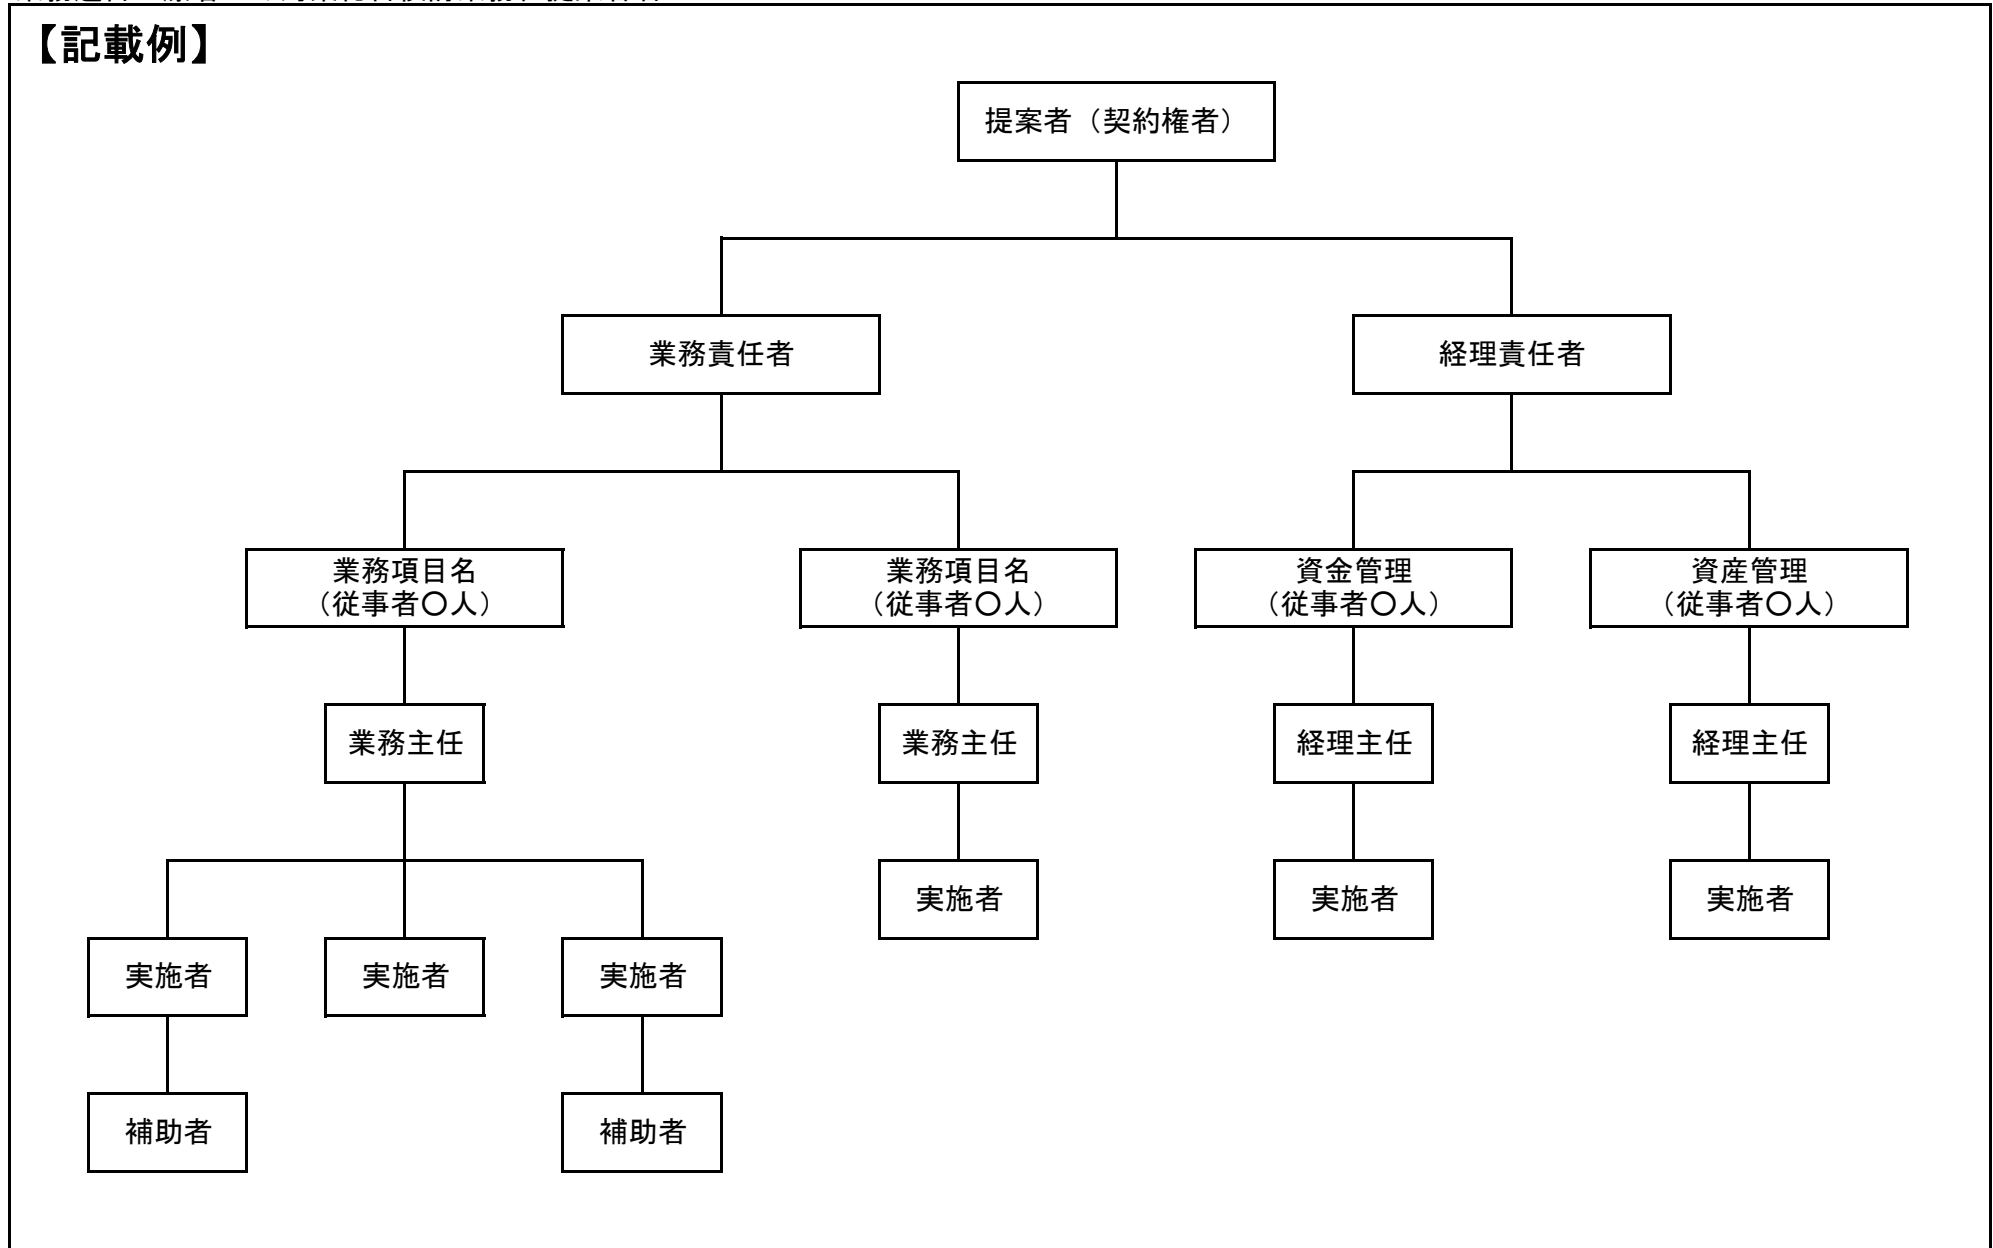 【記載例】
提案者（契約権者）
業務責任者
経理責任者
業務項目名
（従事者〇人）
業務項目名
（従事者〇人）
資金管理
（従事者〇人）
資産管理
（従事者〇人）
業務主任
業務主任
経理主任
経理主任
実施者
実施者
実施者
実施者
実施者
実施者
補助者
補助者